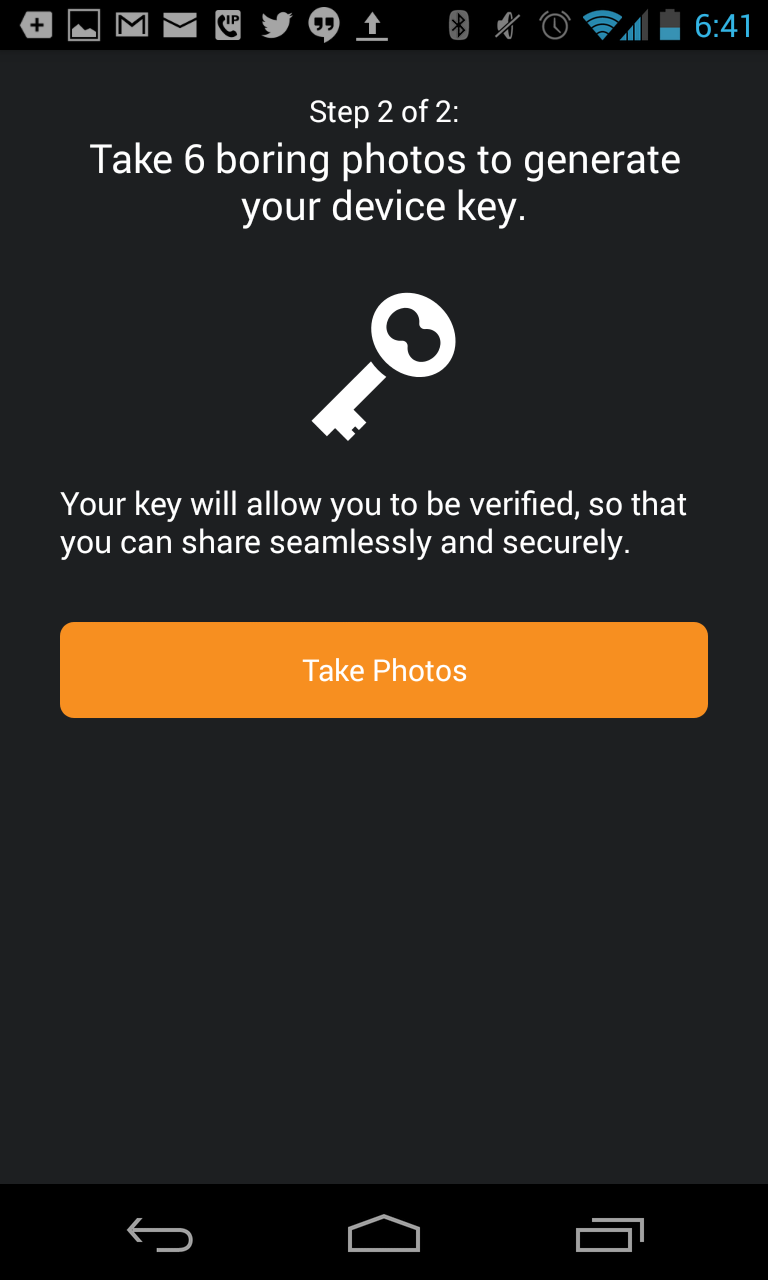 6:41
Step 2 of 2:
Take 6 boring photos to generate
your device key.
Your key will allow you to be verified, so that
you can share seamlessly and securely.
Take Photos